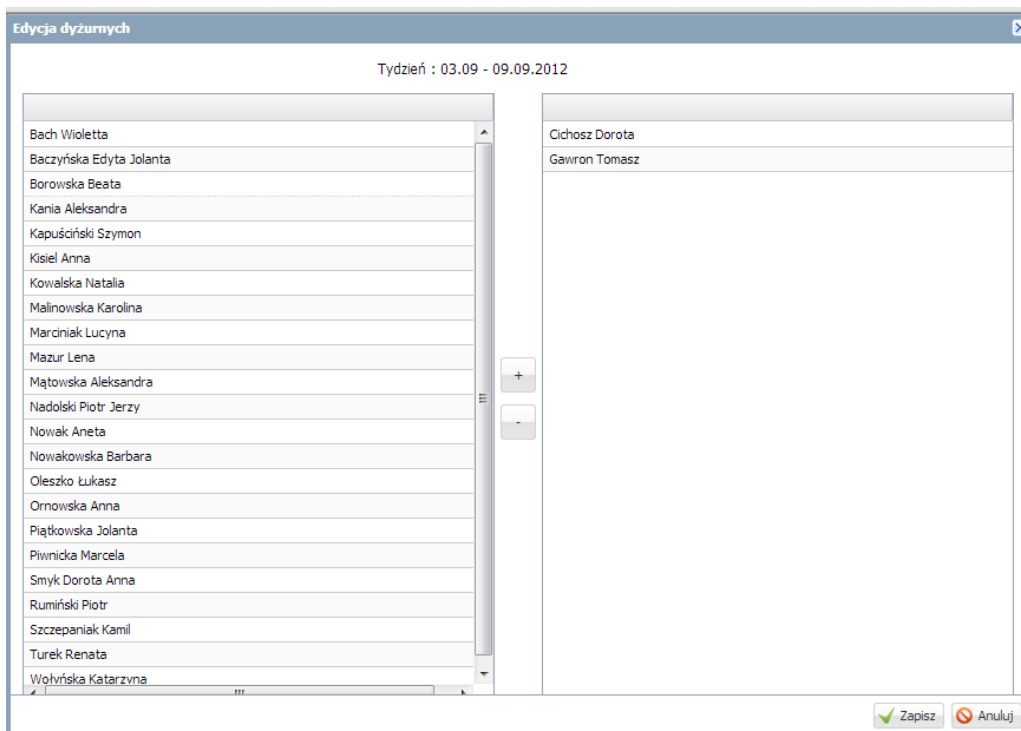 Edycja dyżurnych
Tydzień : 03.09 - 09.09.2012
Bach Wioletta
Baczyńska Edyta Jolanta
Borowska Beata
Kania Aleksandra
Kapuściński Szymon
Kisiel Anna
Kowalska Natalia
Malinowska Karolina
Marciniak Lucyna
Mazur Lena
Mątowska Aleksandra
Nadolski Piotr Jerzy
Nowak Aneta
Nowakowska Barbara
Oleszko Łukasz
Ornowska Anna
Piątkowska Jolanta
Piwnicka Marcela
Smyk Dorota Anna
Rumiński Piotr
Szczepaniak Kamil
Turek Renata
Wołyńska Katarzyna
+
-
Cichosz Dorota
Gawron Tomasz
Zapisz
Anuluj